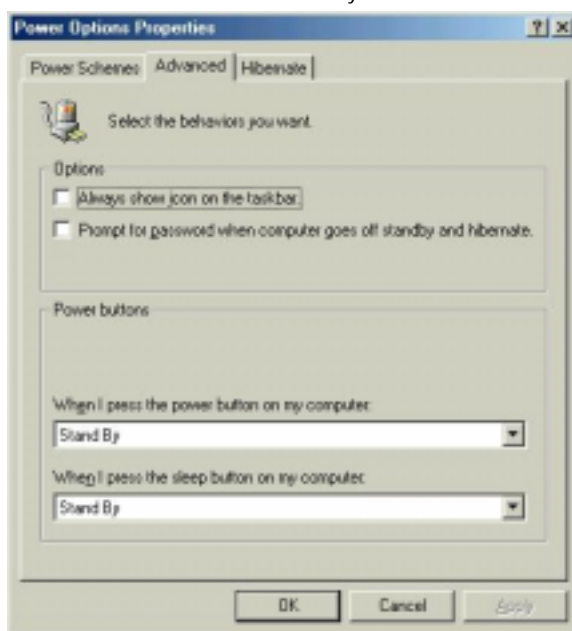 Power Options Properties
Power Schemes Advanced Hibernate
Select the behaviors you want.
Options
Always show icon on the taskbar.
Prompt for password when computer goes off standby and hibernate.
Power buttons
When I press the power button on my computer:
Stand By
When I press the sleep button on my computer:
Stand By
OK Cancel Apply